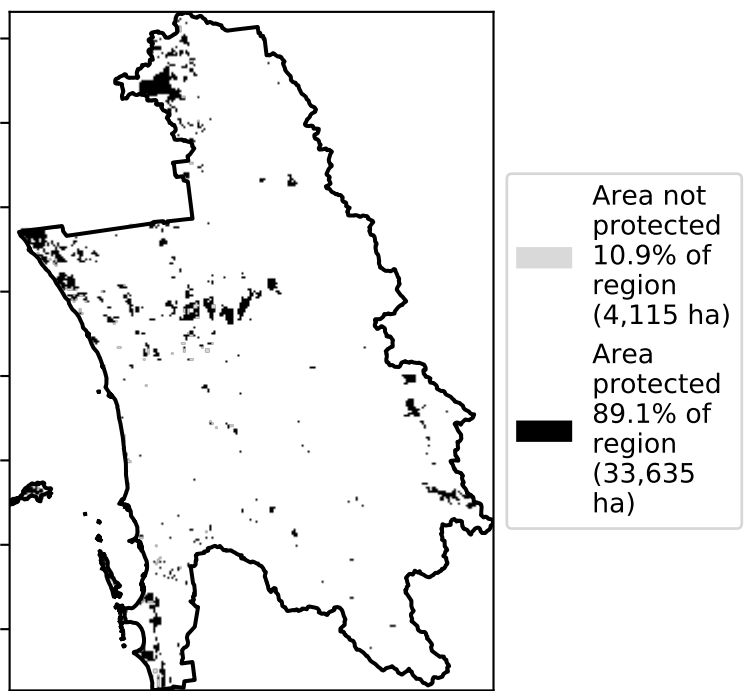 Area not
protected
10.9% of
region
(4,115 ha)
Area
protected
89.1% of
region
(33,635
ha)